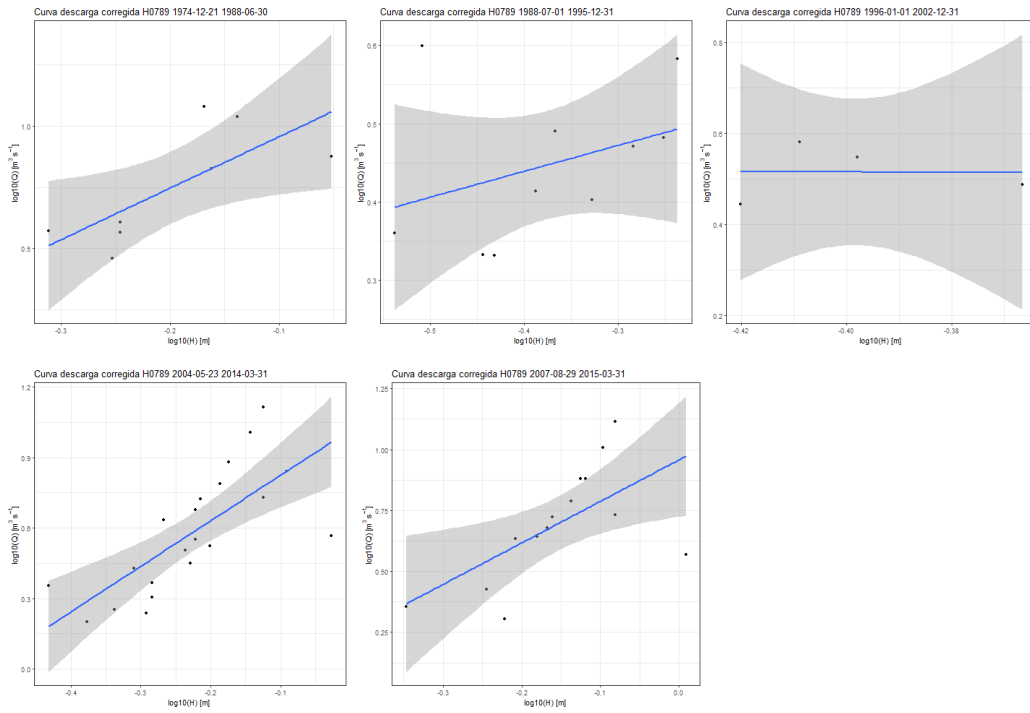 Curva descarga corregida H0789 1974-12-21 1988-06-30
log10(Q) [m³ s⁻¹]
1.0
0.5
-0.3
-0.2
-0.1
log10(H) [m]
Curva descarga corregida H0789 1988-07-01 1995-12-31
log10(Q) [m³ s⁻¹]
0.6
0.5
0.4
0.3
-0.5
-0.4
-0.3
log10(H) [m]
Curva descarga corregida H0789 1996-01-01 2002-12-31
log10(Q) [m³ s⁻¹]
0.8
0.6
0.4
0.2
-0.42
-0.40
-0.38
log10(H) [m]
Curva descarga corregida H0789 2004-05-23 2014-03-31
log10(Q) [m³ s⁻¹]
1.2
0.9
0.6
0.3
0.0
-0.4
-0.3
-0.2
-0.1
log10(H) [m]
Curva descarga corregida H0789 2007-08-29 2015-03-31
log10(Q) [m³ s⁻¹]
1.25
1.00
0.75
0.50
0.25
-0.3
-0.2
-0.1
0.0
log10(H) [m]